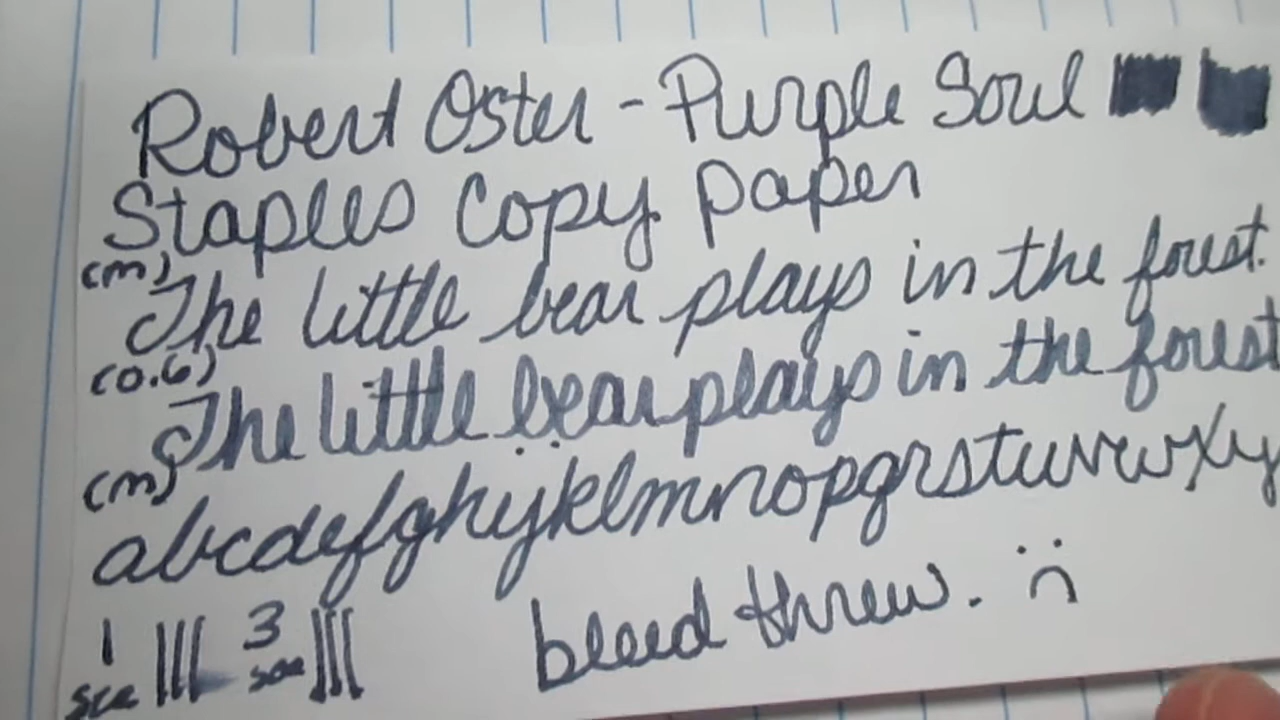 Robert Oster - Purple Soul
Staples Copy paper
(m)
The little bear plays in the forest.
(0.6)
The little bear plays in the forest
(m)
abcdefghijklmnopqrstuvwxy
1 sec 3 sec
bleed threw. :(